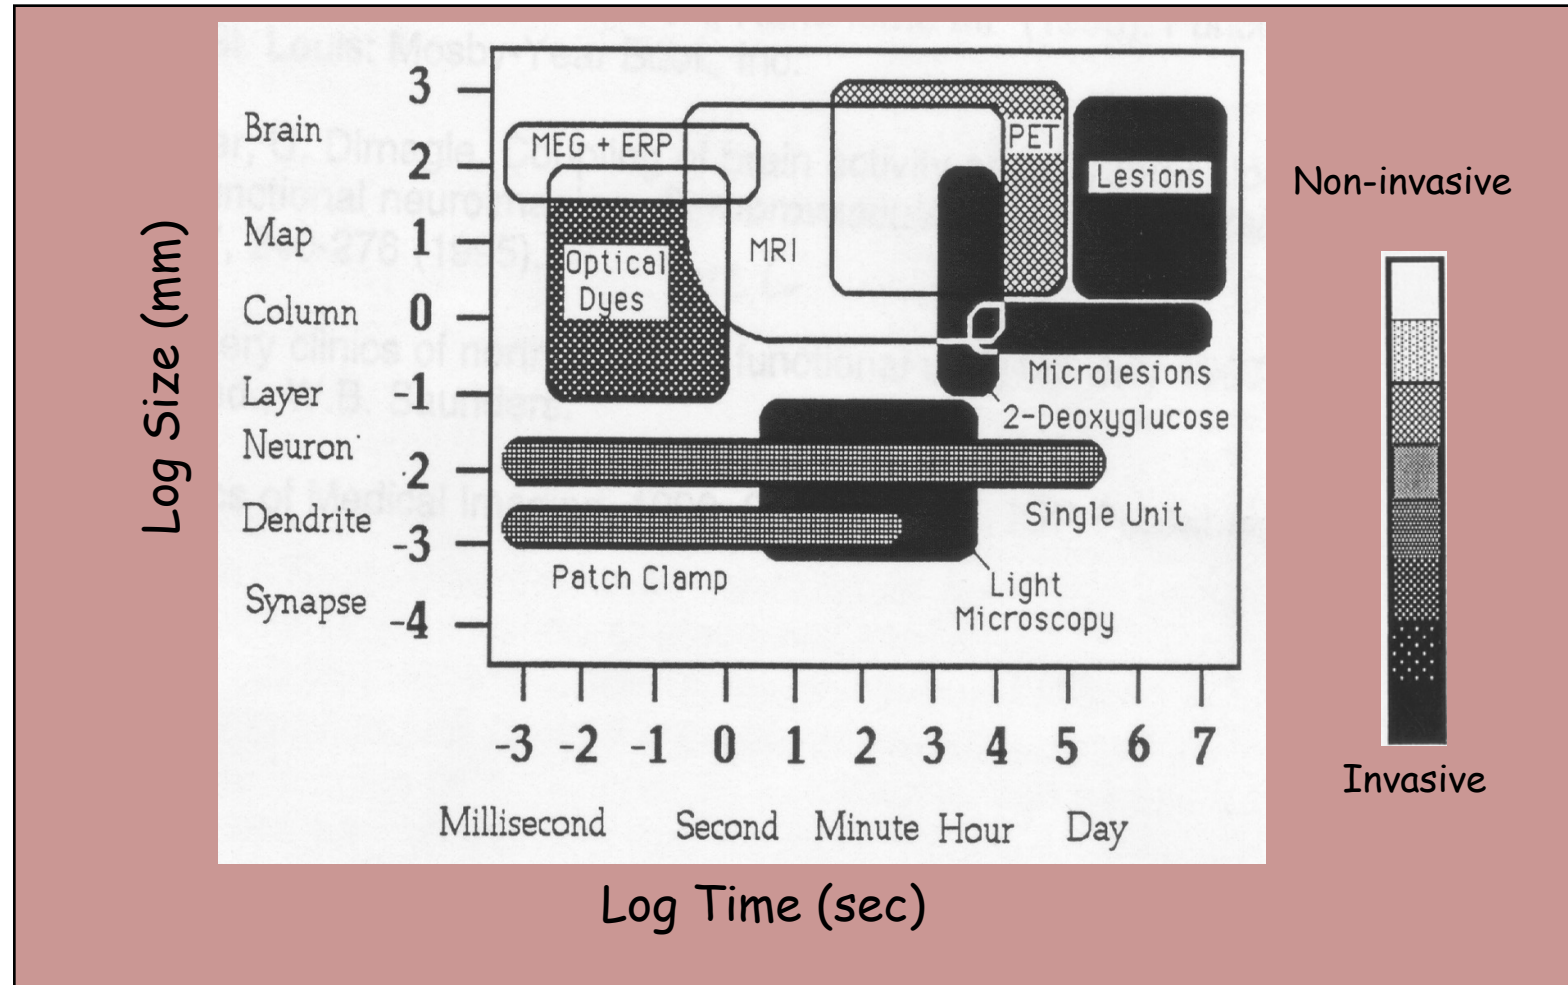 3
Brain
MEG + ERP
PET
2
Lesions
Non-invasive
Map
1
MRI
Optical
Dyes
Column
0
Microlesions
Layer
-1
2-Deoxyglucose
Neuron
-2
Dendrite
Single Unit
-3
Patch Clamp
Light
Microscopy
Synapse
-4
Log Size (mm)
-3 -2 -1 0 1 2 3 4 5 6 7
Invasive
Millisecond Second Minute Hour Day
Log Time (sec)